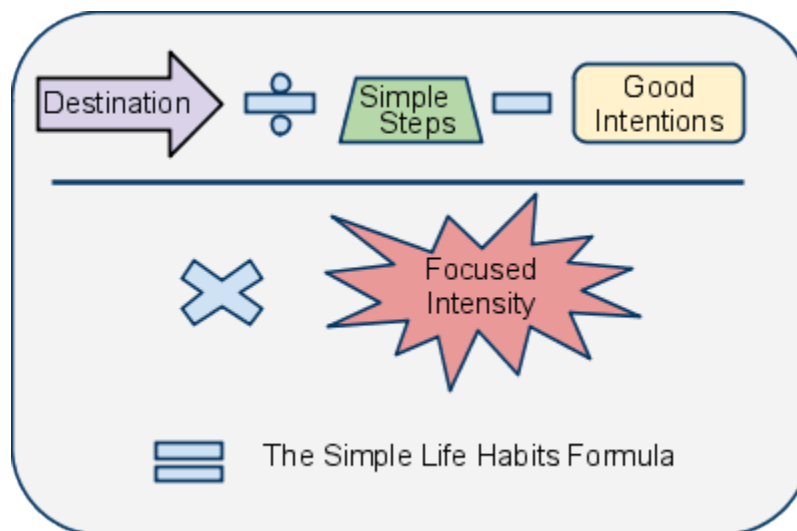 Destination
Simple
Steps
Good
Intentions
Focused
Intensity
The Simple Life Habits Formula